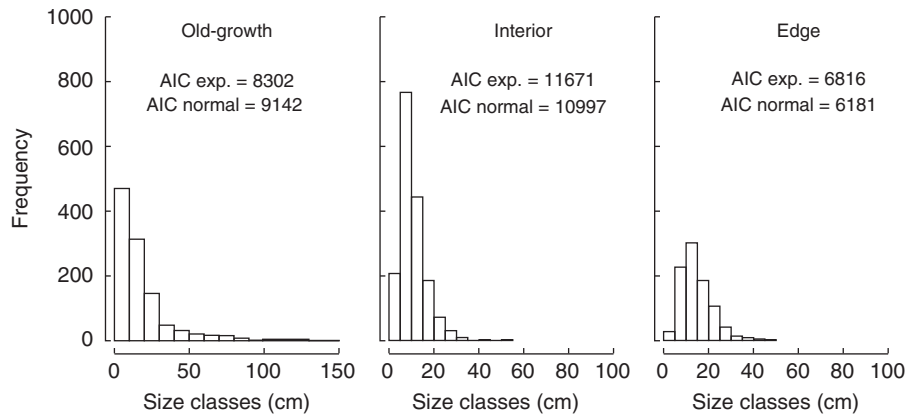 Old-growth
AIC exp. = 8302
AIC normal = 9142
Interior
AIC exp. = 11671
AIC normal = 10997
Edge
AIC exp. = 6816
AIC normal = 6181
Frequency
1000
800
600
400
200
0
0 50 100 150
0 20 40 60 80 100
0 20 40 60 80 100
Size classes (cm)
Size classes (cm)
Size classes (cm)